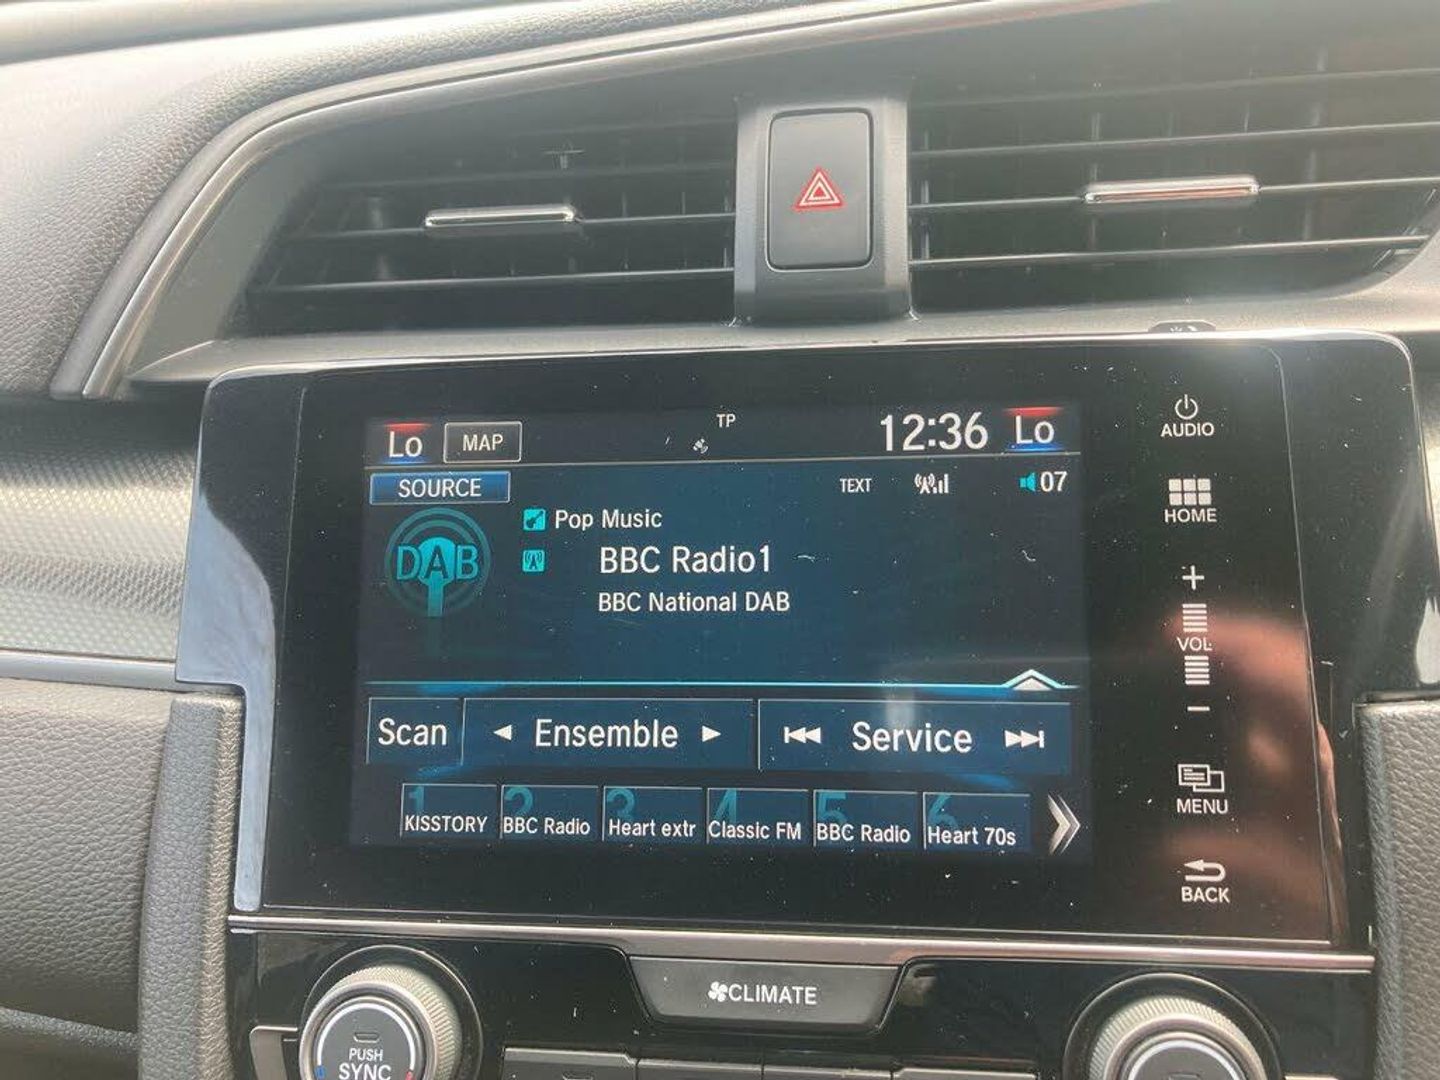 Lo MAP TP 12:36 Lo
SOURCE TEXT 07
DAB
Pop Music
BBC Radio1
BBC National DAB
Scan Ensemble Service
1 2 3 4 5 6
KISSTORY BBC Radio Heart extr Classic FM BBC Radio Heart 70s
AUDIO
HOME
+
VOL
−
MENU
BACK
CLIMATE
PUSH
SYNC